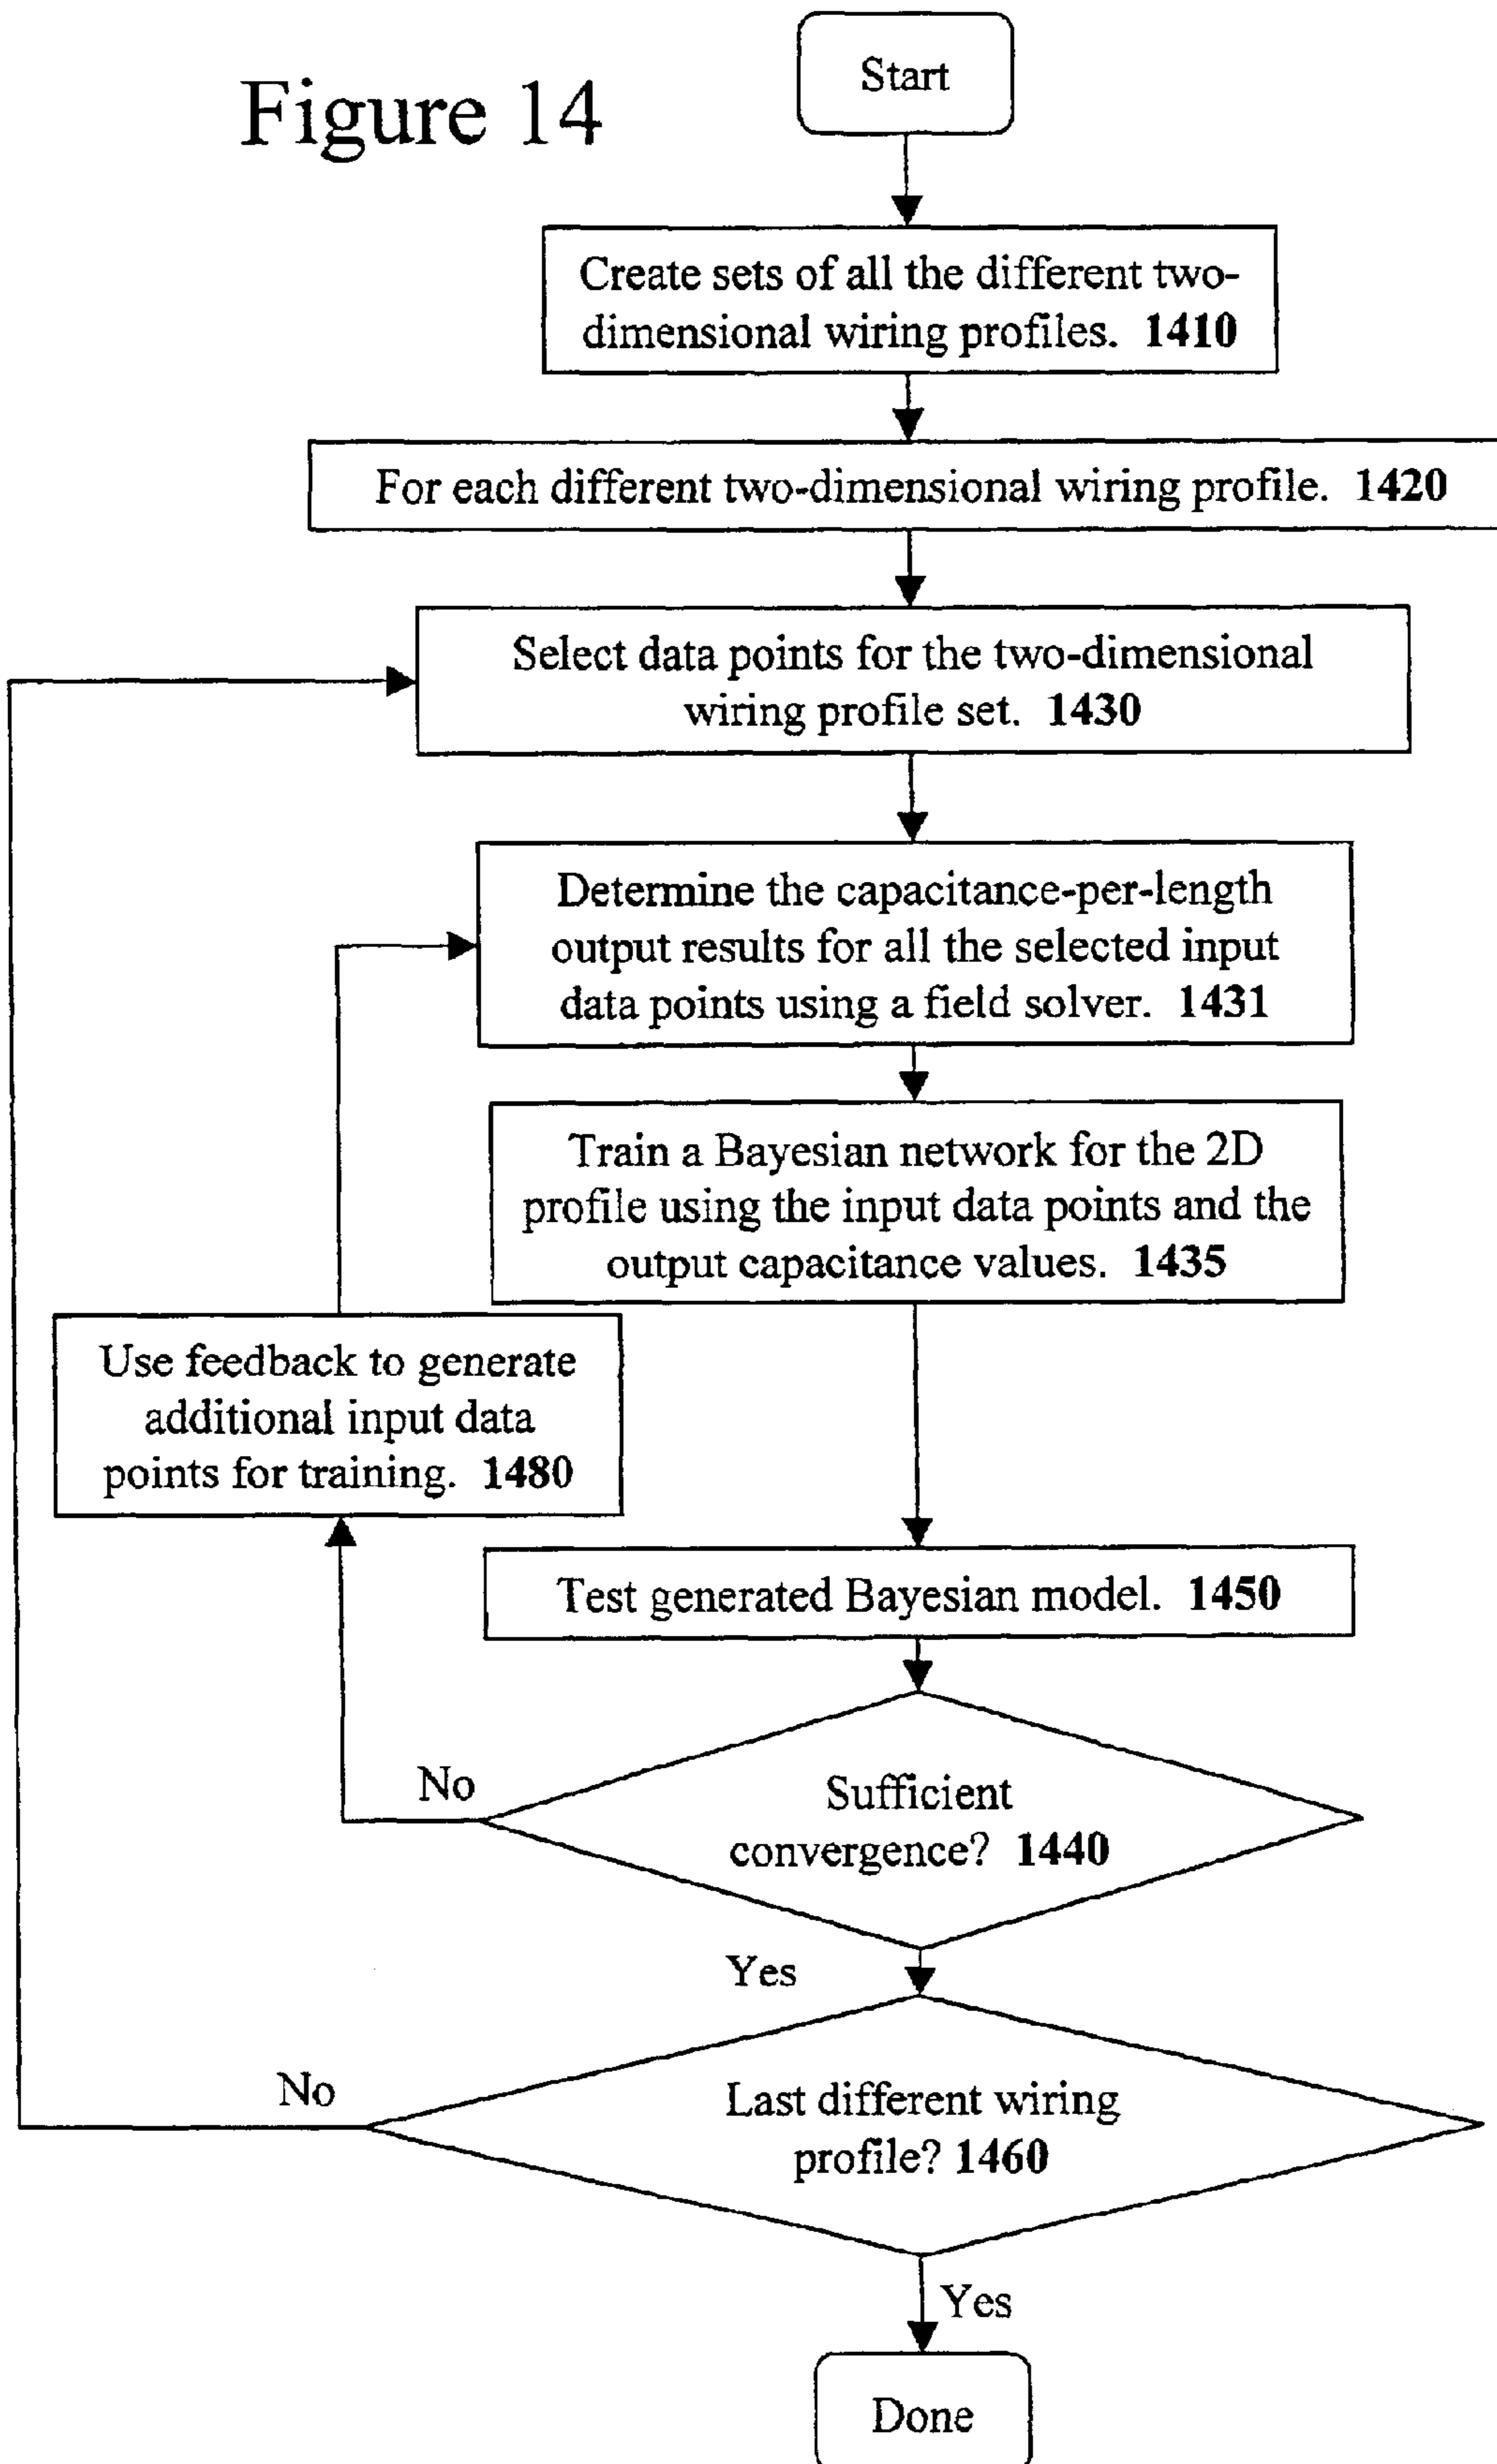 Figure 14
Start
Create sets of all the different two-
dimensional wiring profiles. 1410
For each different two-dimensional wiring profile. 1420
Select data points for the two-dimensional
wiring profile set. 1430
Determine the capacitance-per-length
output results for all the selected input
data points using a field solver. 1431
Train a Bayesian network for the 2D
profile using the input data points and the
output capacitance values. 1435
Use feedback to generate
additional input data
points for training. 1480
Test generated Bayesian model. 1450
No
Sufficient
convergence? 1440
Yes
No
Last different wiring
profile? 1460
Yes
Done